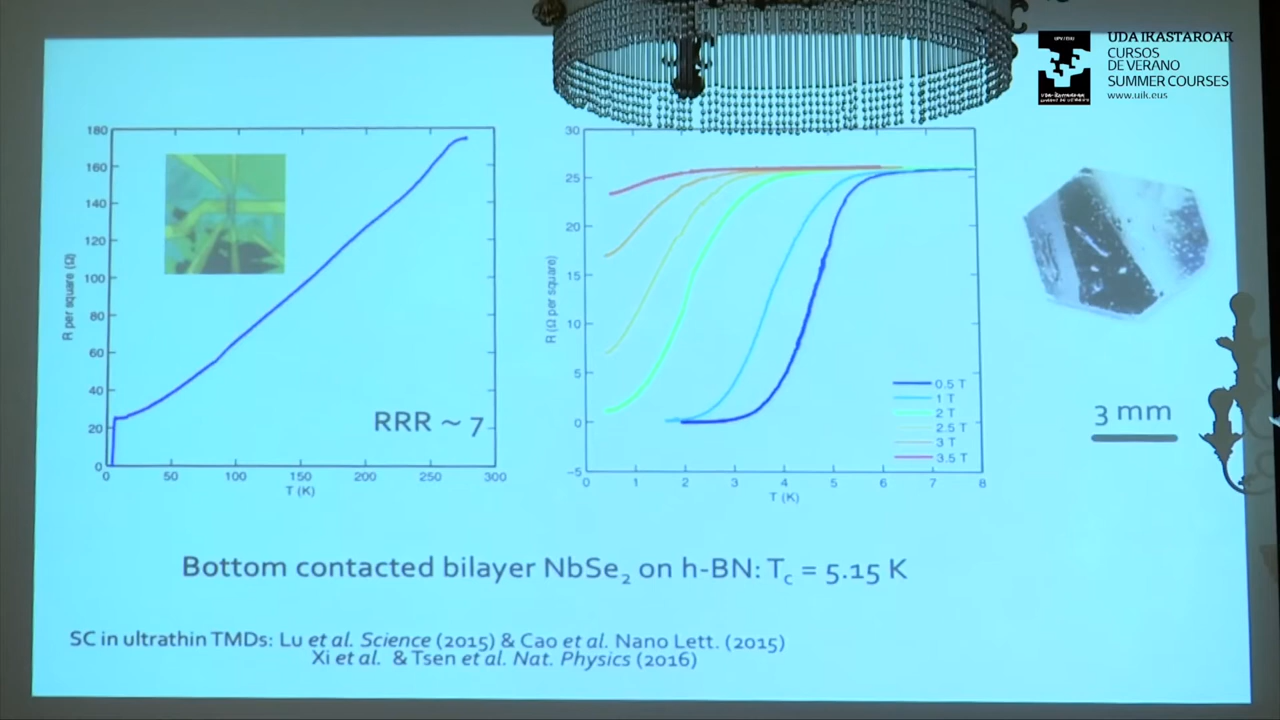 UDA IKASTAROAK
CURSOS
DE VERANO
SUMMER COURSES
www.uik.eus
UPV / EHU
180
160
140
120
100
80
60
40
20
0
R per square (Ω)
0
50
100
150
200
250
300
T (K)
RRR ~ 7
30
25
20
15
10
5
0
-5
R (Ω per square)
0
1
2
3
4
5
6
7
8
T (K)
0.5 T
1 T
2 T
2.5 T
3 T
3.5 T
3 mm
Bottom contacted bilayer NbSe₂ on h-BN: Tc = 5.15 K
SC in ultrathin TMDs: Lu et al. Science (2015) & Cao et al. Nano Lett. (2015)
Xi et al. & Tsen et al. Nat. Physics (2016)